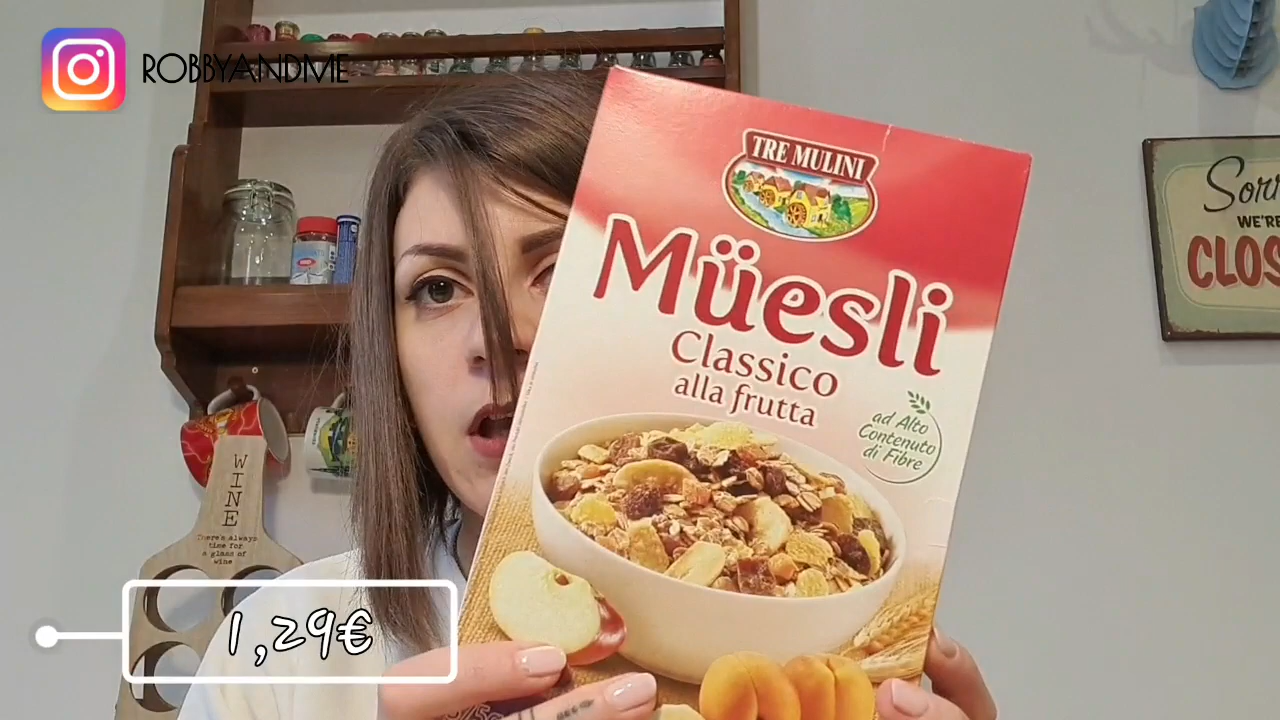 ROBBYANDME
TRE MULINI
Müesli
Classico
alla frutta
ad Alto
Contenuto
di Fibre
Sorr
WE'RE
CLOS
WINE
There's always
time for
a glass of
wine
1,29€